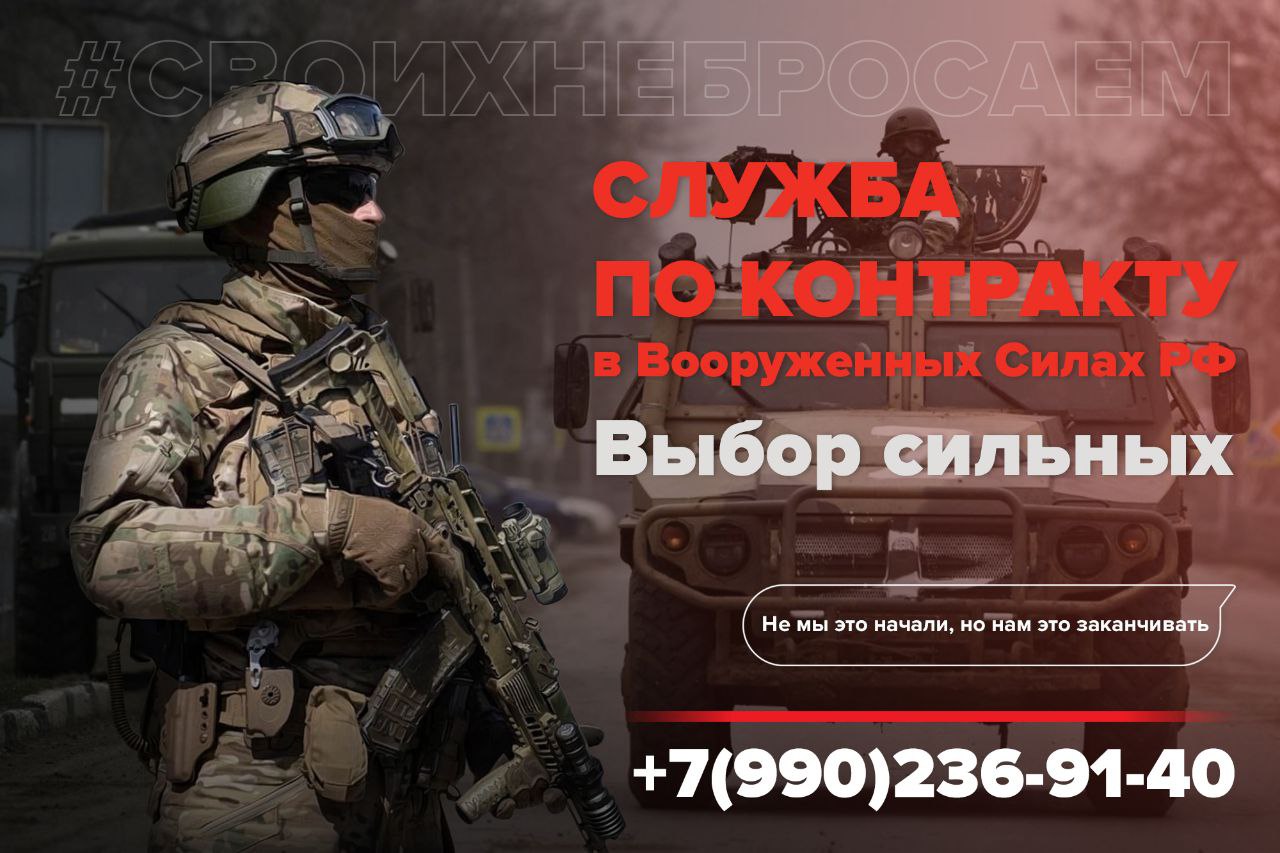 #СВОИХНЕБРОСАЕМ
СЛУЖБА
ПО КОНТРАКТУ
в Вооруженных Силах РФ
Выбор сильных
Не мы это начали, но нам это заканчивать
+7(990)236-91-40